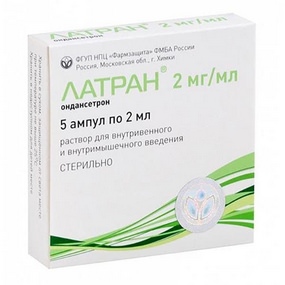 ФГУП НПЦ «Фармзащита» ФМБА России
Россия, Московская обл., г. Химки
ЛАТРАН® 2 мг/мл
ондансетрон
5 ампул по 2 мл
раствор для внутривенного
и внутримышечного введения
СТЕРИЛЬНО